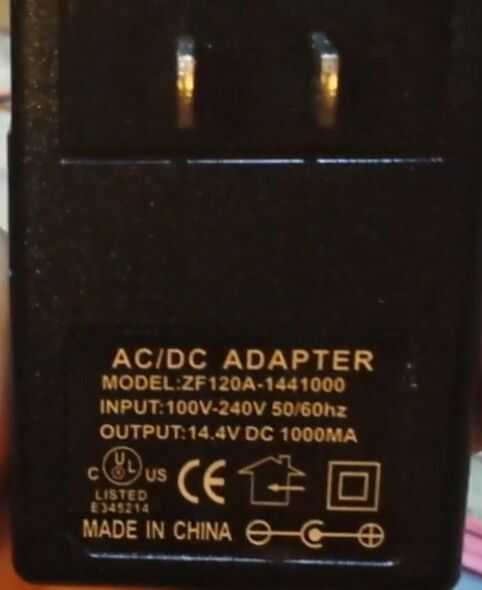 AC/DC ADAPTER
MODEL:ZF120A-1441000
INPUT:100V-240V 50/60hz
OUTPUT:14.4V DC 1000MA
C UL US CE
LISTED
E345214
MADE IN CHINA